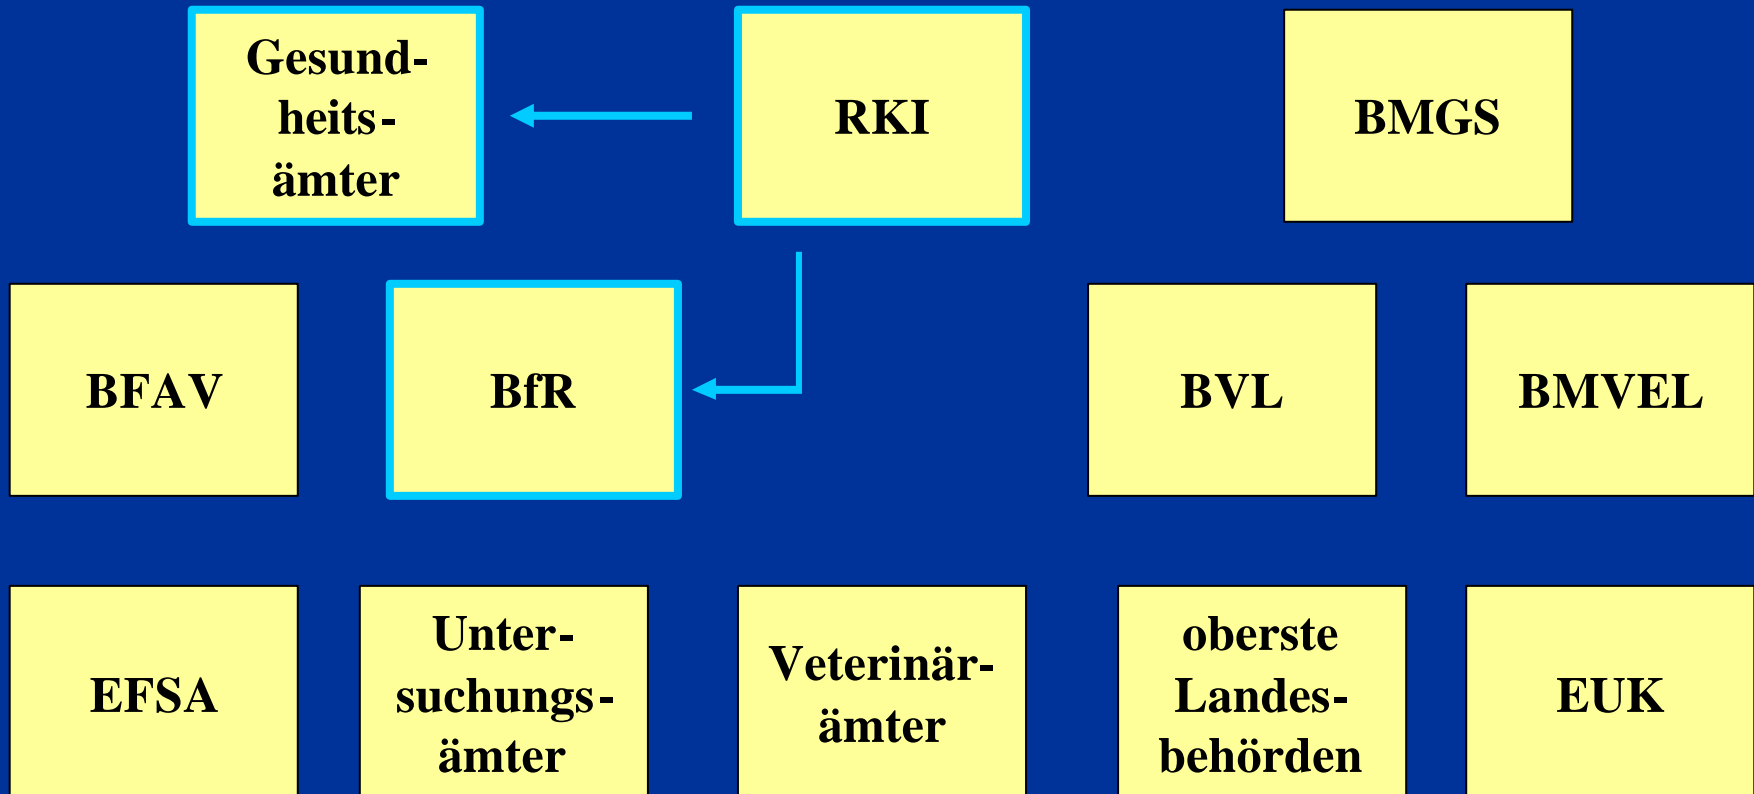 Gesund-
heits-
ämter
RKI
BMGS
BFAV
BfR
BVL
BMVEL
EFSA
Unter-
suchungs-
ämter
Veterinär-
ämter
oberste
Landes-
behörden
EUK